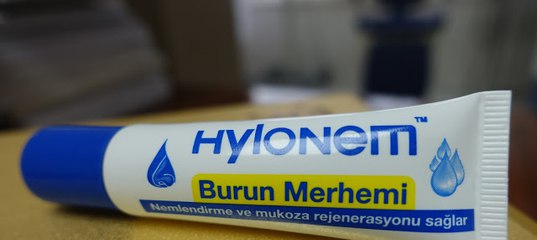 Hylonem™
Burun Merhemi
Nemlendirme ve mukoza rejenerasyonu sağlar